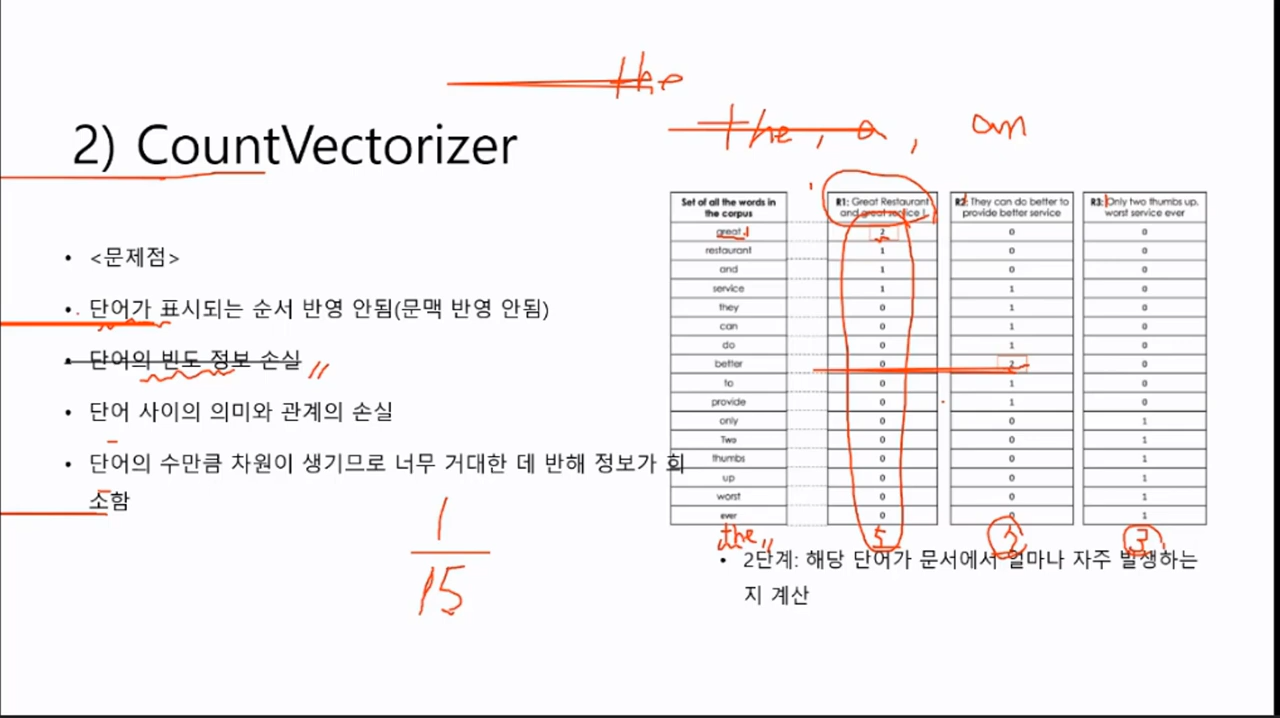 the
the, a, an
2) CountVectorizer
• <문제점>
• 단어가 표시되는 순서 반영 안됨(문맥 반영 안됨)
• 단어의 빈도 정보 손실
• 단어 사이의 의미와 관계의 손실
• 단어의 수만큼 차원이 생기므로 너무 거대한 데 반해 정보가 희
소함
1
15
Set of all the words in the corpus R1: Great Restaurant and great service ! R2: They can do better to provide better service R3: Only two thumbs up, worst service ever
great 2 0 0
restaurant 1 0 0
and 1 0 0
service 1 1 1
they 0 1 0
can 0 1 0
do 0 1 0
better 0 2 0
to 0 1 0
provide 0 1 0
only 0 0 1
Two 0 0 1
thumbs 0 0 1
up 0 0 1
worst 0 0 1
ever 0 0 1
the 5 3
• 2단계: 해당 단어가 문서에서 얼마나 자주 발생하는
지 계산